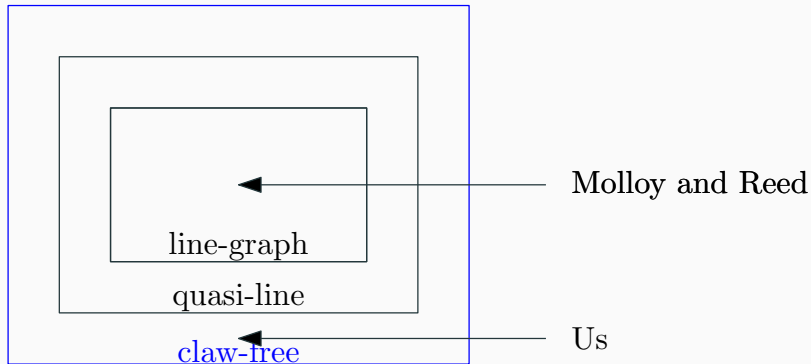 Molloy and Reed
line-graph
quasi-line
Us
claw-free